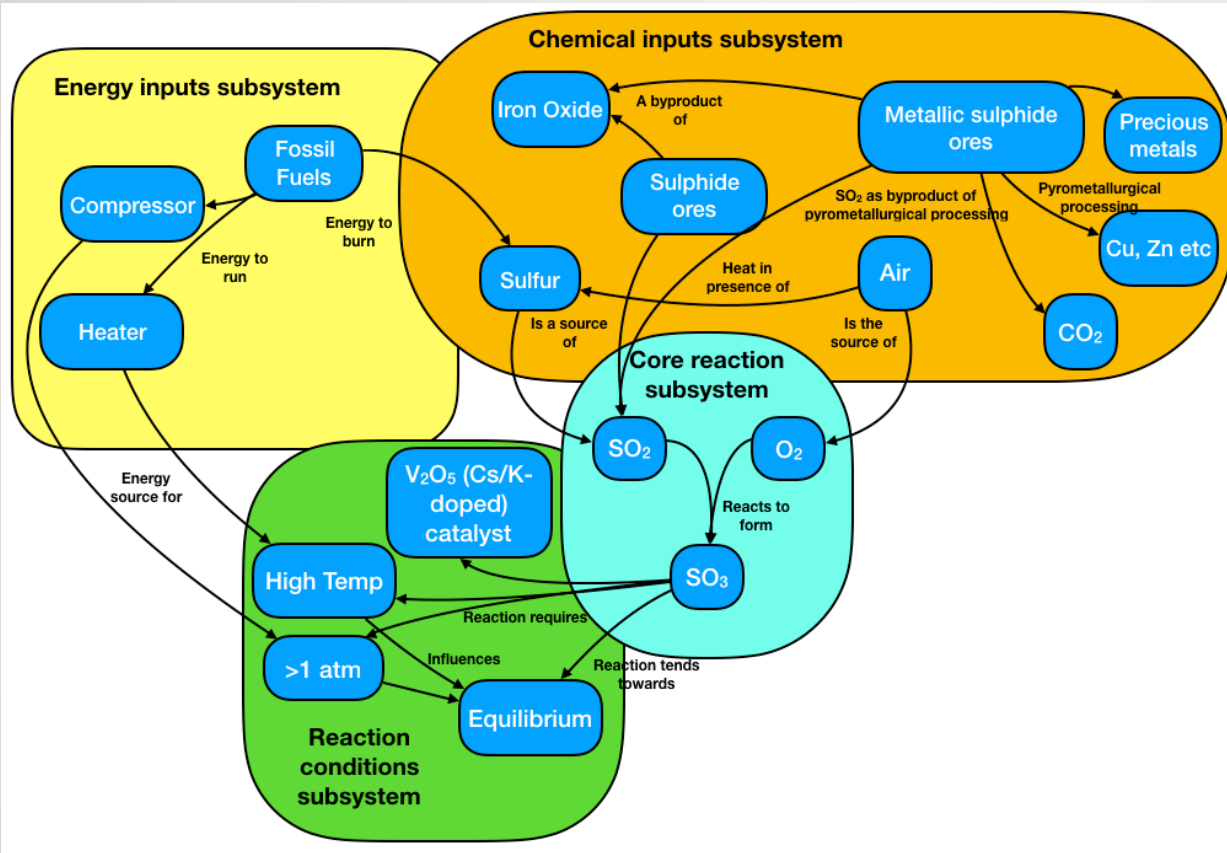 Chemical inputs subsystem
Energy inputs subsystem
Iron Oxide
A byproduct
of
Metallic sulphide
ores
Precious
metals
Fossil
Fuels
Compressor
Sulphide
ores
SO₂ as byproduct of
pyrometallurgical processing
Pyrometallurgical
processing
Energy to
burn
Energy to
run
Sulfur
Heat in
presence of
Air
Cu, Zn etc
Heater
Is a source
of
Is the
source of
CO₂
Core reaction
subsystem
SO₂
O₂
Energy
source for
V₂O₅ (Cs/K-
doped)
catalyst
Reacts to
form
High Temp
SO₃
Reaction requires
>1 atm
Influences
Reaction tends
towards
Equilibrium
Reaction
conditions
subsystem